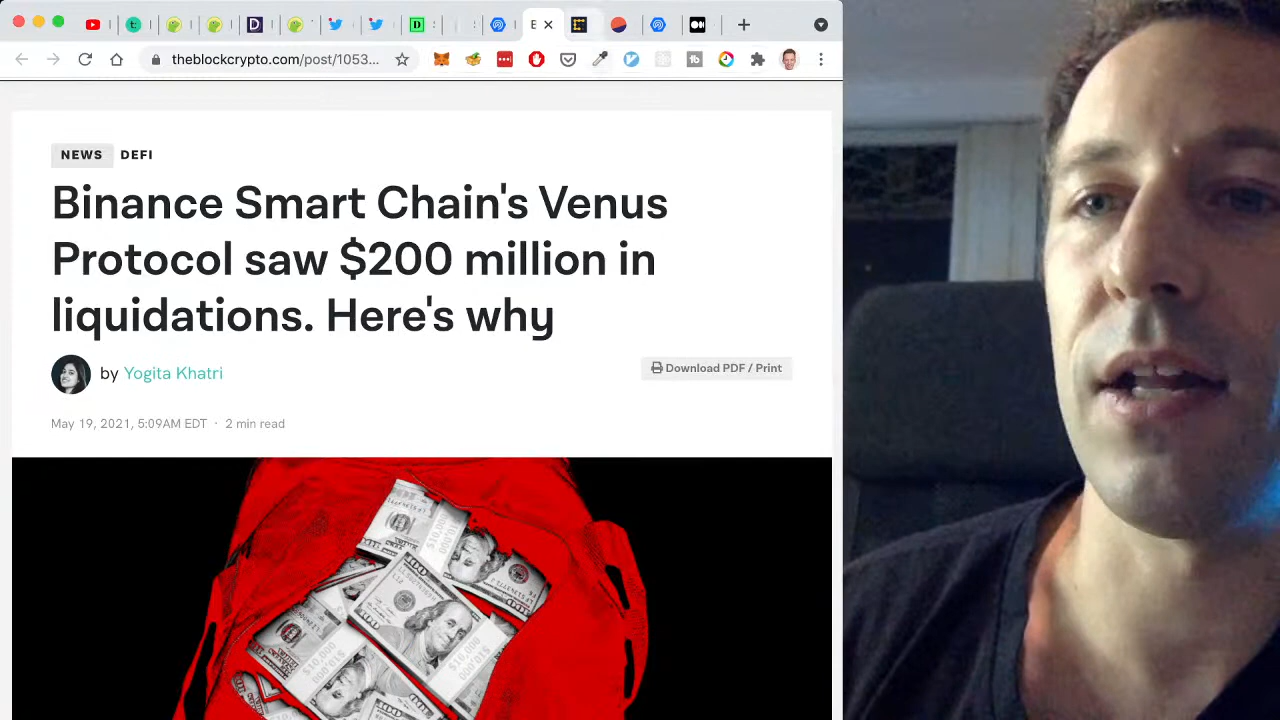 theblockcrypto.com/post/1053...
NEWS DEFI
Binance Smart Chain's Venus
Protocol saw $200 million in
liquidations. Here's why
by Yogita Khatri
Download PDF / Print
May 19, 2021, 5:09AM EDT · 2 min read